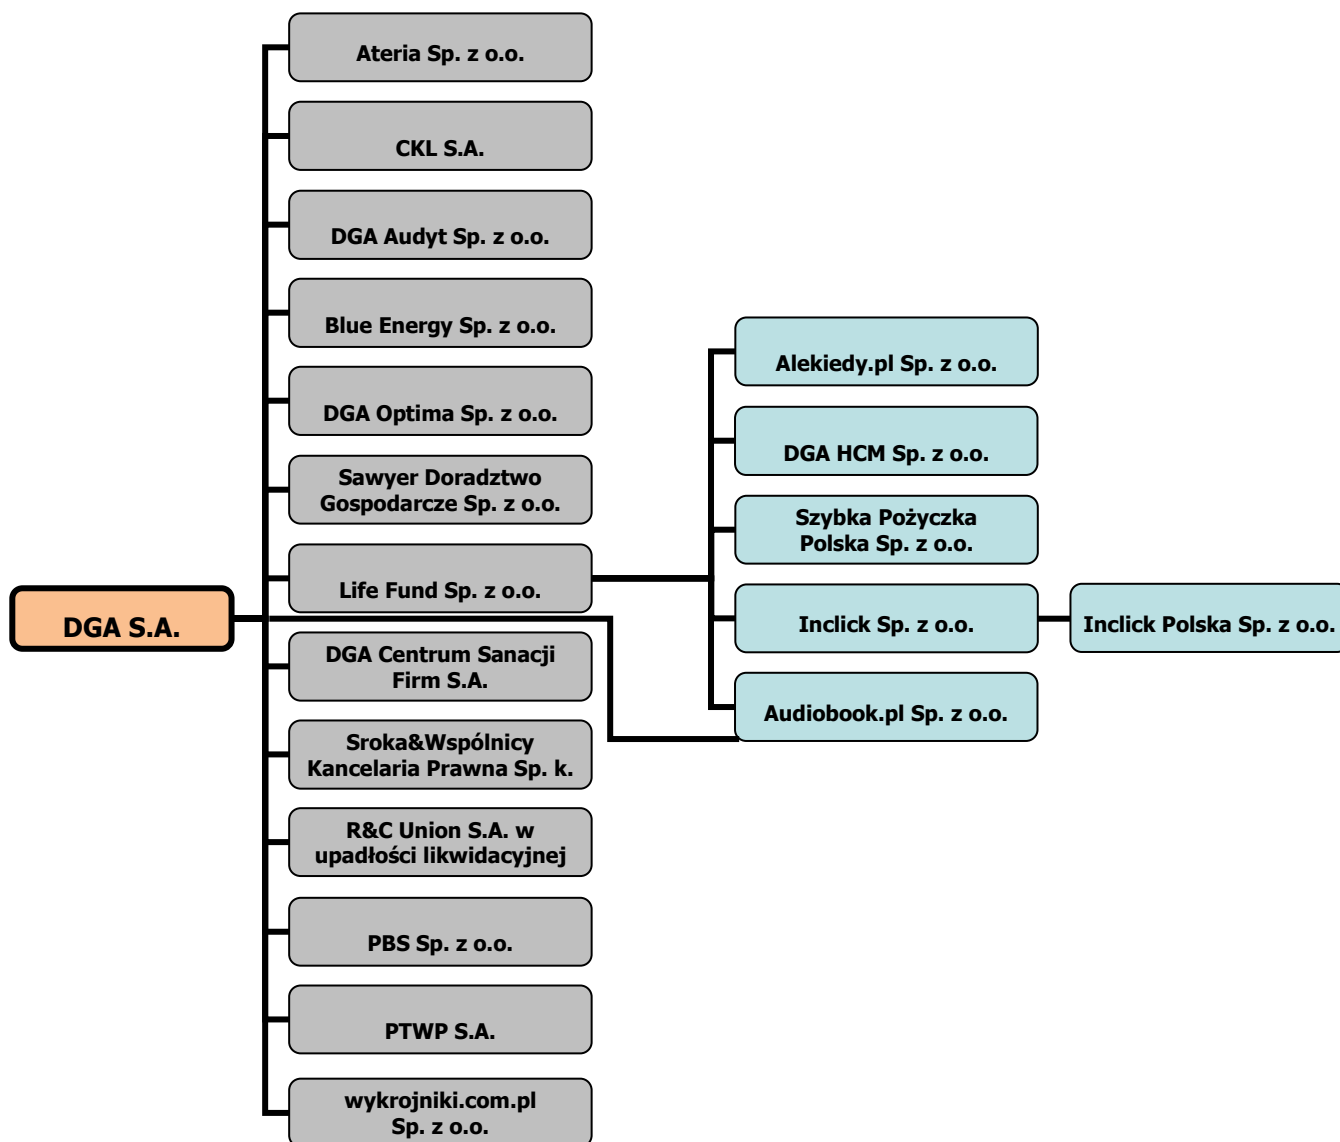 Ateria Sp. z o.o.
CKL S.A.
DGA Audyt Sp. z o.o.
Blue Energy Sp. z o.o.
DGA Optima Sp. z o.o.
Sawyer Doradztwo
Gospodarcze Sp. z o.o.
Life Fund Sp. z o.o.
DGA S.A.
DGA Centrum Sanacji
Firm S.A.
Sroka&Wspólnicy
Kancelaria Prawna Sp. k.
R&C Union S.A. w
upadłości likwidacyjnej
PBS Sp. z o.o.
PTWP S.A.
wykrojniki.com.pl
Sp. z o.o.
Alekiedy.pl Sp. z o.o.
DGA HCM Sp. z o.o.
Szybka Pożyczka
Polska Sp. z o.o.
Inclick Sp. z o.o.
Inclick Polska Sp. z o.o.
Audiobook.pl Sp. z o.o.